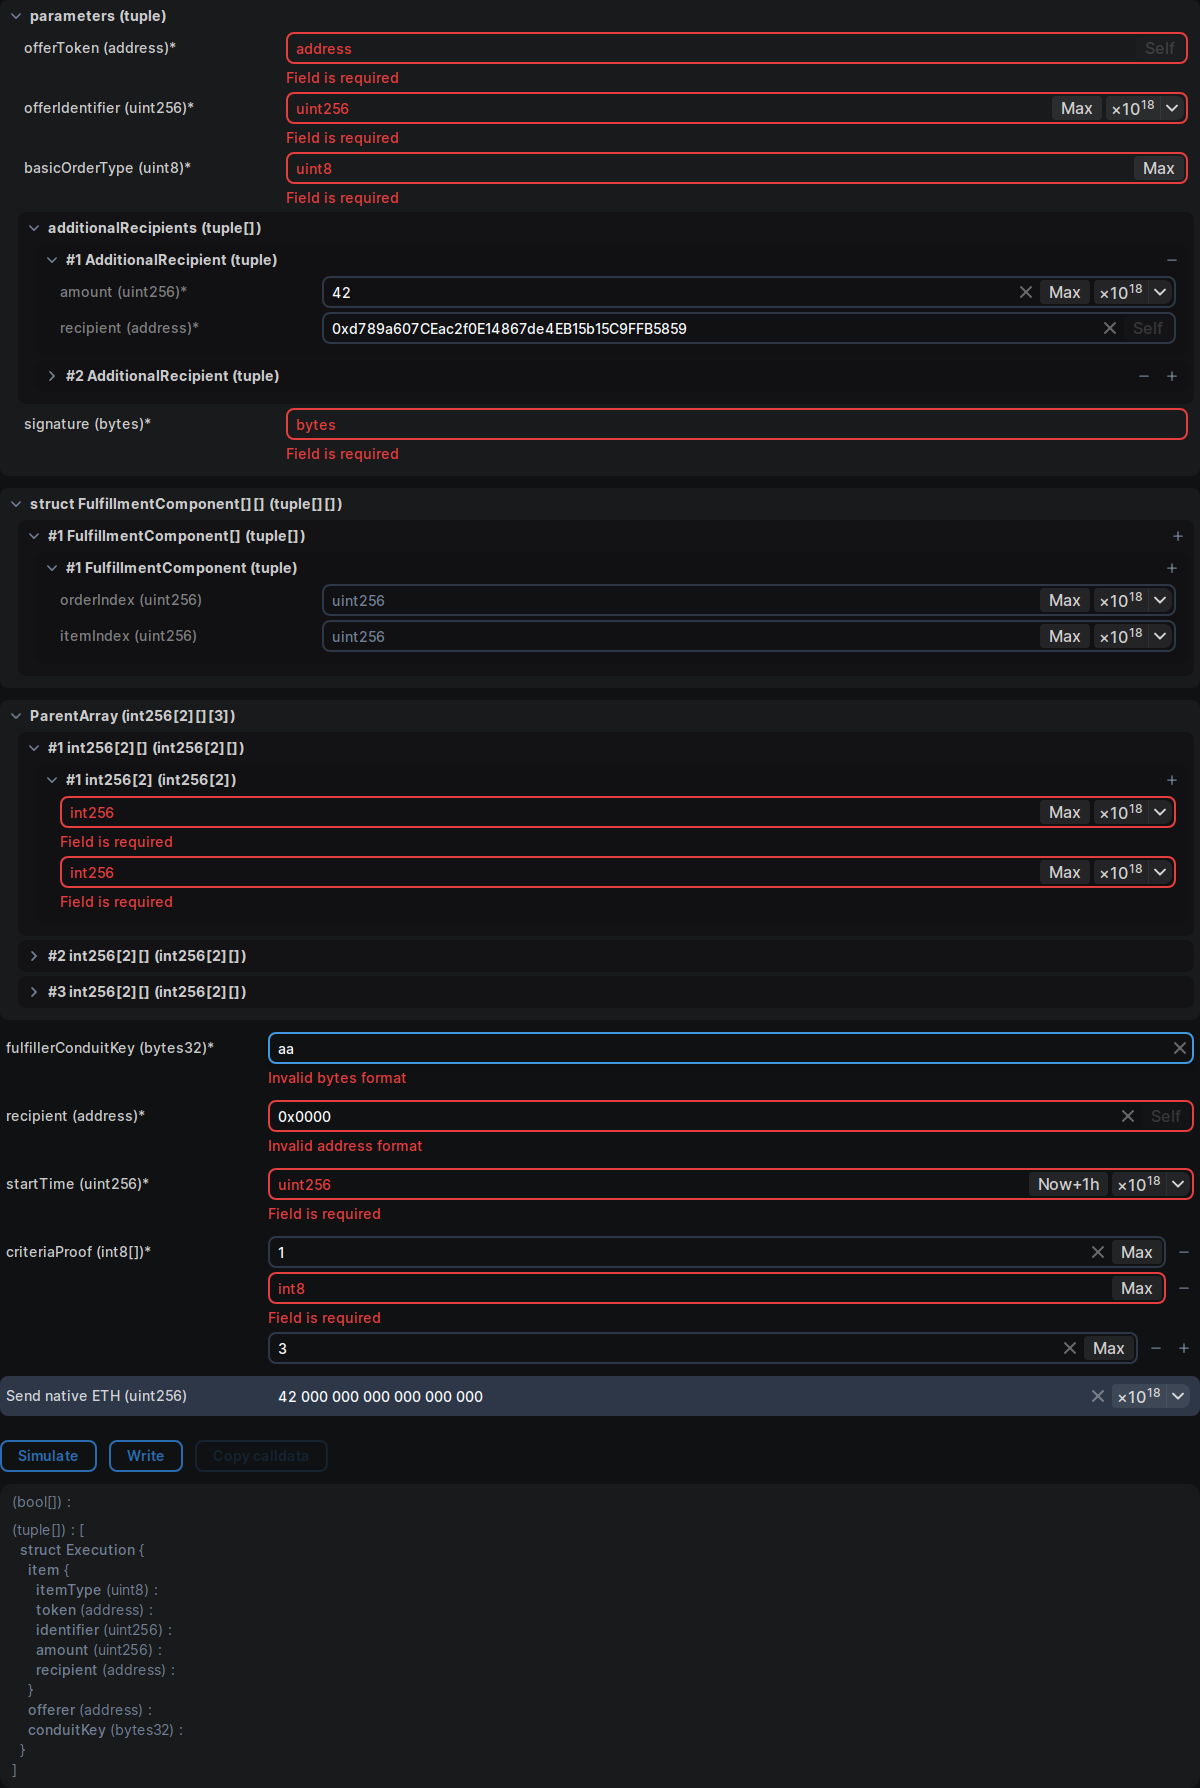 parameters (tuple)
offerToken (address)*
address Self
Field is required
offerIdentifier (uint256)*
uint256 Max ×10^18
Field is required
basicOrderType (uint8)*
uint8 Max
Field is required
additionalRecipients (tuple[])
#1 AdditionalRecipient (tuple) −
amount (uint256)*
42 Max ×10^18
recipient (address)*
0xd789a607CEac2f0E14867de4EB15b15C9FFB5859 Self
#2 AdditionalRecipient (tuple) − +
signature (bytes)*
bytes
Field is required
struct FulfillmentComponent[][] (tuple[][])
#1 FulfillmentComponent[] (tuple[]) +
#1 FulfillmentComponent (tuple) +
orderIndex (uint256)
uint256 Max ×10^18
itemIndex (uint256)
uint256 Max ×10^18
ParentArray (int256[2][][3])
#1 int256[2][] (int256[2][])
#1 int256[2] (int256[2]) +
int256 Max ×10^18
Field is required
int256 Max ×10^18
Field is required
#2 int256[2][] (int256[2][])
#3 int256[2][] (int256[2][])
fulfillerConduitKey (bytes32)*
aa
Invalid bytes format
recipient (address)*
0x0000 Self
Invalid address format
startTime (uint256)*
uint256 Now+1h ×10^18
Field is required
criteriaProof (int8[])*
1 Max −
int8 Max −
Field is required
3 Max − +
Send native ETH (uint256)
42 000 000 000 000 000 000 ×10^18
Simulate Write Copy calldata
(bool[]) :
(tuple[]) : [
struct Execution {
item {
itemType (uint8) :
token (address) :
identifier (uint256) :
amount (uint256) :
recipient (address) :
}
offerer (address) :
conduitKey (bytes32) :
}
]